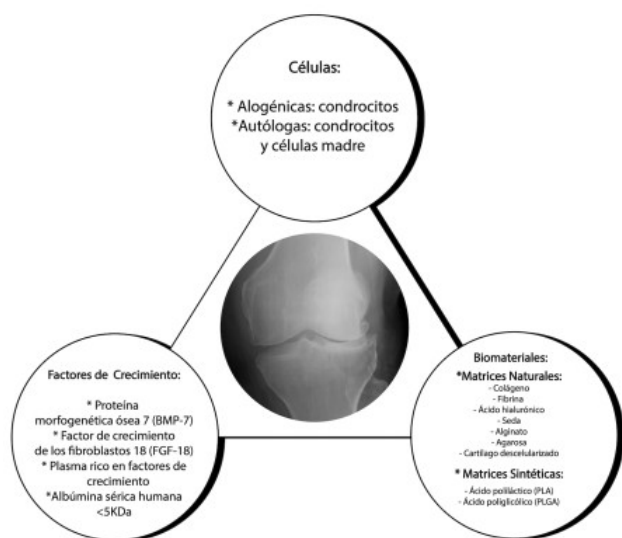 Células:
* Alogénicas: condrocitos
*Autólogas: condrocitos
y células madre
Factores de Crecimiento:
* Proteína
morfogenética ósea 7 (BMP-7)
* Factor de crecimiento
de los fibroblastos 18 (FGF-18)
* Plasma rico en factores de
crecimiento
*Albúmina sérica humana
<5KDa
Biomateriales:
*Matrices Naturales:
- Colágeno
- Fibrina
- Ácido hialurónico
- Seda
- Alginato
- Agarosa
- Cartílago descelularizado
* Matrices Sintéticas:
- Ácido poliláctico (PLA)
- Ácido poliglicólico (PLGA)